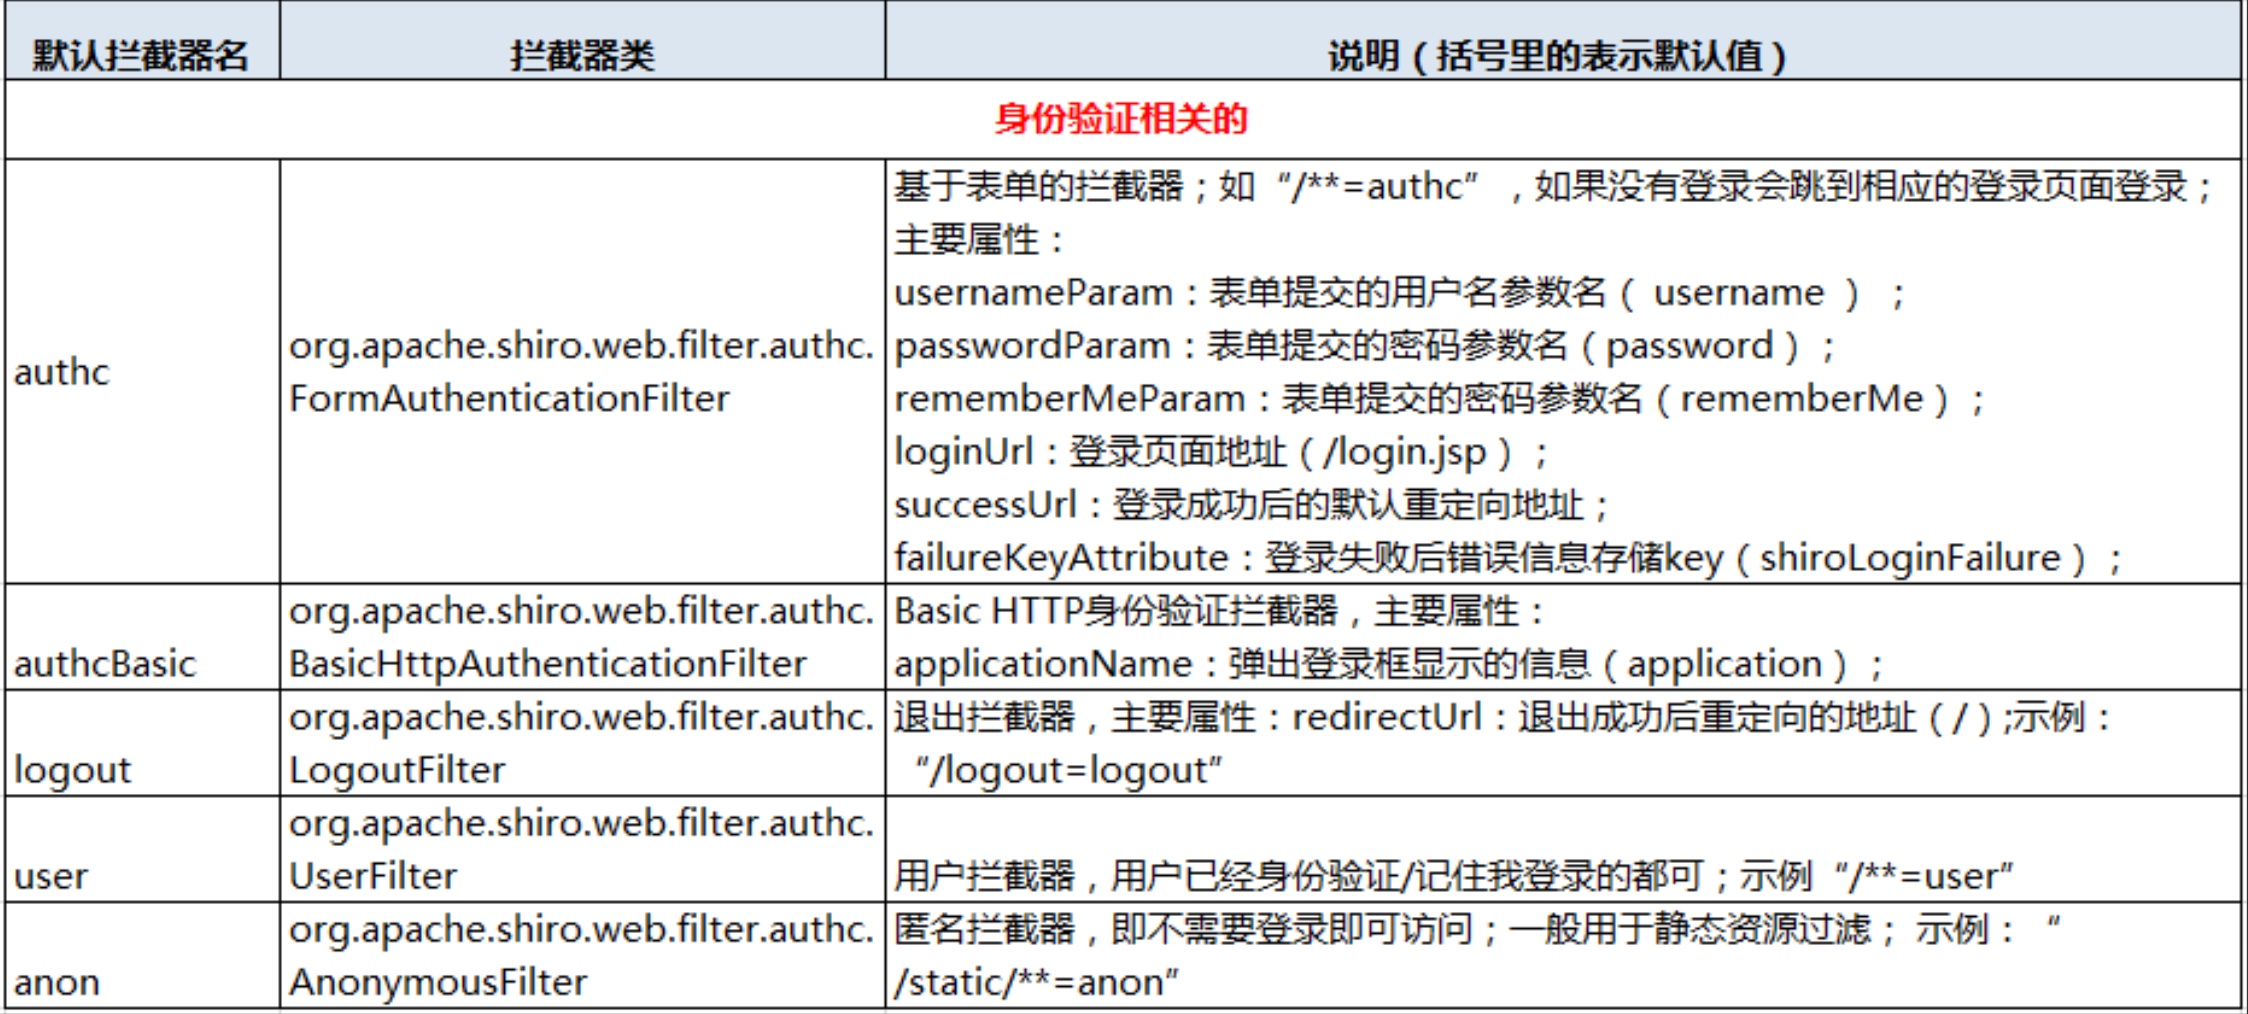 默认拦截器名 拦截器类 说明（括号里的表示默认值）
身份验证相关的
authc
org.apache.shiro.web.filter.authc.
FormAuthenticationFilter
基于表单的拦截器；如“/**=authc”，如果没有登录会跳到相应的登录页面登录；
主要属性：
usernameParam：表单提交的用户名参数名（ username ） ；
passwordParam：表单提交的密码参数名（password）；
rememberMeParam：表单提交的密码参数名（rememberMe）；
loginUrl：登录页面地址（/login.jsp）；
successUrl：登录成功后的默认重定向地址；
failureKeyAttribute：登录失败后错误信息存储key（shiroLoginFailure）；
authcBasic
org.apache.shiro.web.filter.authc.
BasicHttpAuthenticationFilter
Basic HTTP身份验证拦截器，主要属性：
applicationName：弹出登录框显示的信息（application）；
logout
org.apache.shiro.web.filter.authc.
LogoutFilter
退出拦截器，主要属性：redirectUrl：退出成功后重定向的地址（/）;示例：
“/logout=logout”
user
org.apache.shiro.web.filter.authc.
UserFilter
用户拦截器，用户已经身份验证/记住我登录的都可；示例“/**=user”
anon
org.apache.shiro.web.filter.authc.
AnonymousFilter
匿名拦截器，即不需要登录即可访问；一般用于静态资源过滤； 示例：“
/static/**=anon”